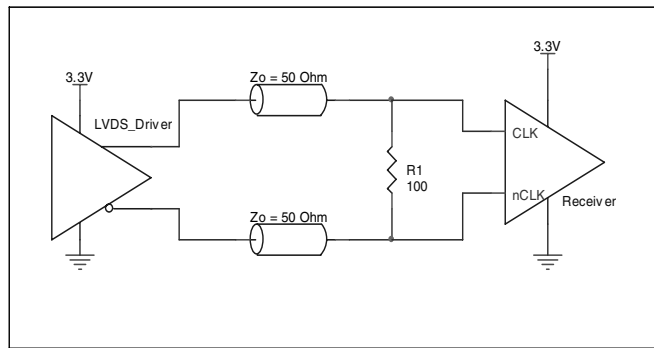 3.3V
LVDS_Driver
Zo = 50 Ohm
Zo = 50 Ohm
R1
100
3.3V
CLK
nCLK
Receiver